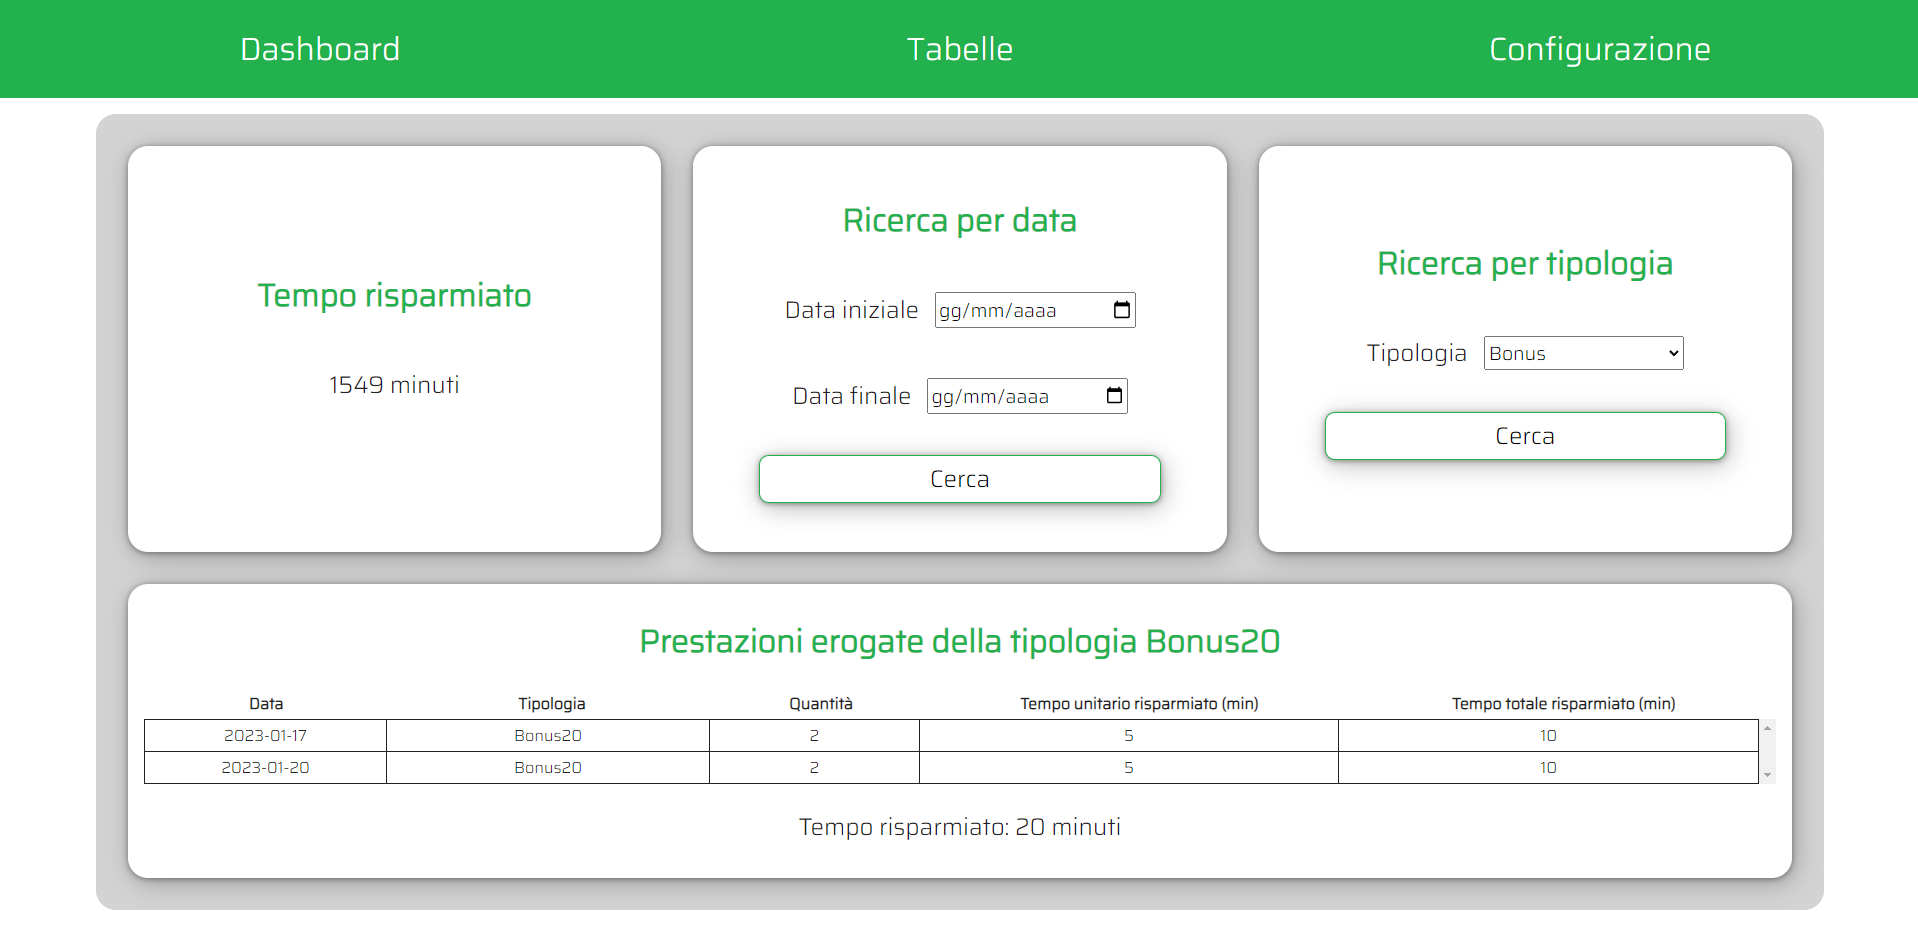 Dashboard Tabelle Configurazione
Tempo risparmiato
1549 minuti
Ricerca per data
Data iniziale gg/mm/aaaa
Data finale gg/mm/aaaa
Cerca
Ricerca per tipologia
Tipologia Bonus
Cerca
Prestazioni erogate della tipologia Bonus20
Data Tipologia Quantità Tempo unitario risparmiato (min) Tempo totale risparmiato (min)
2023-01-17 Bonus20 2 5 10
2023-01-20 Bonus20 2 5 10
Tempo risparmiato: 20 minuti